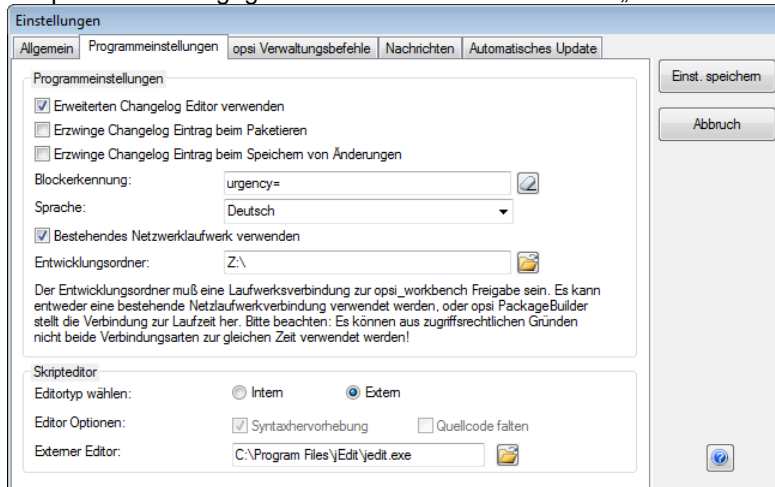 Einstellungen
Allgemein Programmeinstellungen opsi Verwaltungsbefehle Nachrichten Automatisches Update
Programmeinstellungen
Einst. speichern
Erweiterten Changelog Editor verwenden
Erzwinge Changelog Eintrag beim Paketieren
Abbruch
Erzwinge Changelog Eintrag beim Speichern von Änderungen
Blockerkennung: urgency=
Sprache: Deutsch
Bestehendes Netzwerklaufwerk verwenden
Entwicklungsordner: Z:\
Der Entwicklungsordner muß eine Laufwerksverbindung zur opsi_workbench Freigabe sein. Es kann
entweder eine bestehende Netzlaufwerkverbindung verwendet werden, oder opsi PackageBuilder
stellt die Verbindung zur Laufzeit her. Bitte beachten: Es können aus zugriffsrechtlichen Gründen
nicht beide Verbindungsarten zur gleichen Zeit verwendet werden!
Skripteditor
Editortyp wählen: Intern Extern
Editor Optionen: Syntaxhervorhebung Quellcode falten
Externer Editor: C:\Program Files\jEdit\jedit.exe